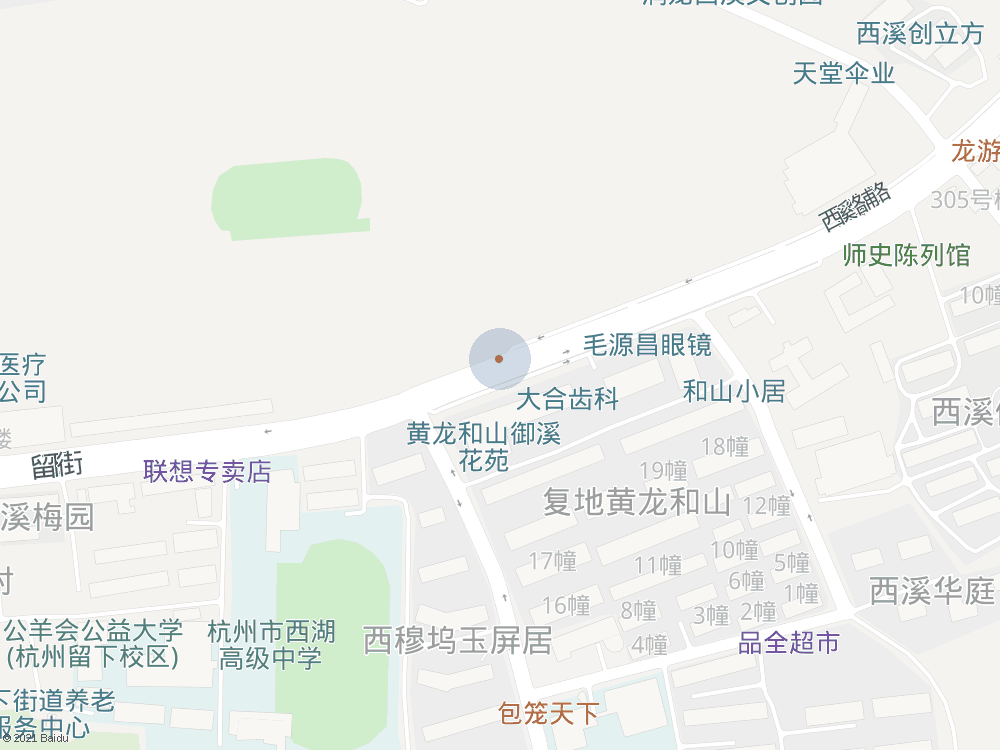 西溪创立方
天堂伞业
龙游
305号
西溪路
师史陈列馆
10幢
毛源昌眼镜
医疗
公司
大合齿科
和山小居
黄龙和山御溪
花苑
18幢
留街
联想专卖店
19幢
复地黄龙和山
12幢
溪梅园
17幢
11幢
10幢
5幢
6幢
1幢
16幢
8幢
3幢
2幢
西溪华庭
村
公羊会公益大学
(杭州留下校区)
杭州市西湖
高级中学
西穆坞玉屏居
4幢
品全超市
下街道养老
服务中心
包笼天下
© 2021 Baidu